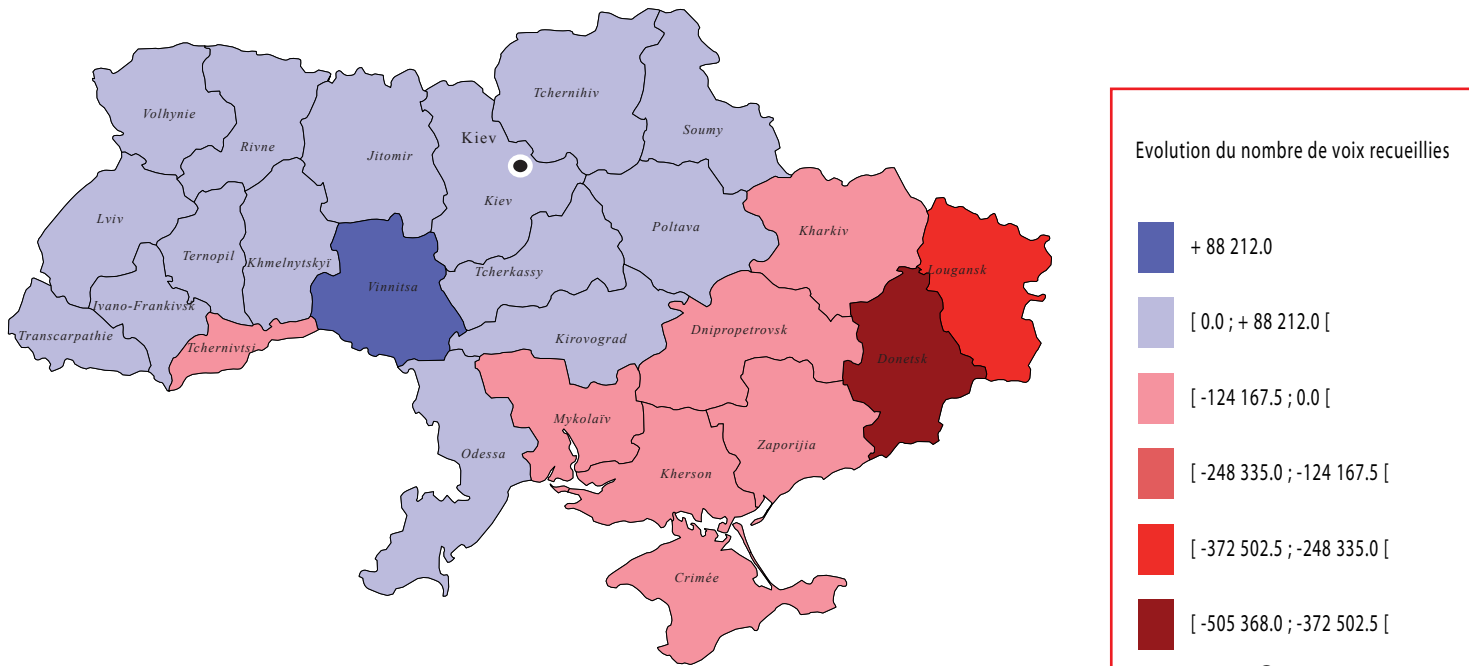 Tchernihiv
Volhynie
Soumy
Kiev
Rivne
Jitomir
Kiev
Lviv
Poltava
Kharkiv
Ternopil
Khmelnytskyï
Tcherkassy
Lougansk
Vinnitsa
Ivano-Frankivsk
Transcarpathie
Tchernivtsi
Kirovograd
Dnipropetrovsk
Donetsk
Mykolaïv
Odessa
Kherson
Zaporijia
Crimée
Evolution du nombre de voix recueillies
+ 88 212.0
[ 0.0 ; + 88 212.0 [
[ -124 167.5 ; 0.0 [
[ -248 335.0 ; -124 167.5 [
[ -372 502.5 ; -248 335.0 [
[ -505 368.0 ; -372 502.5 [